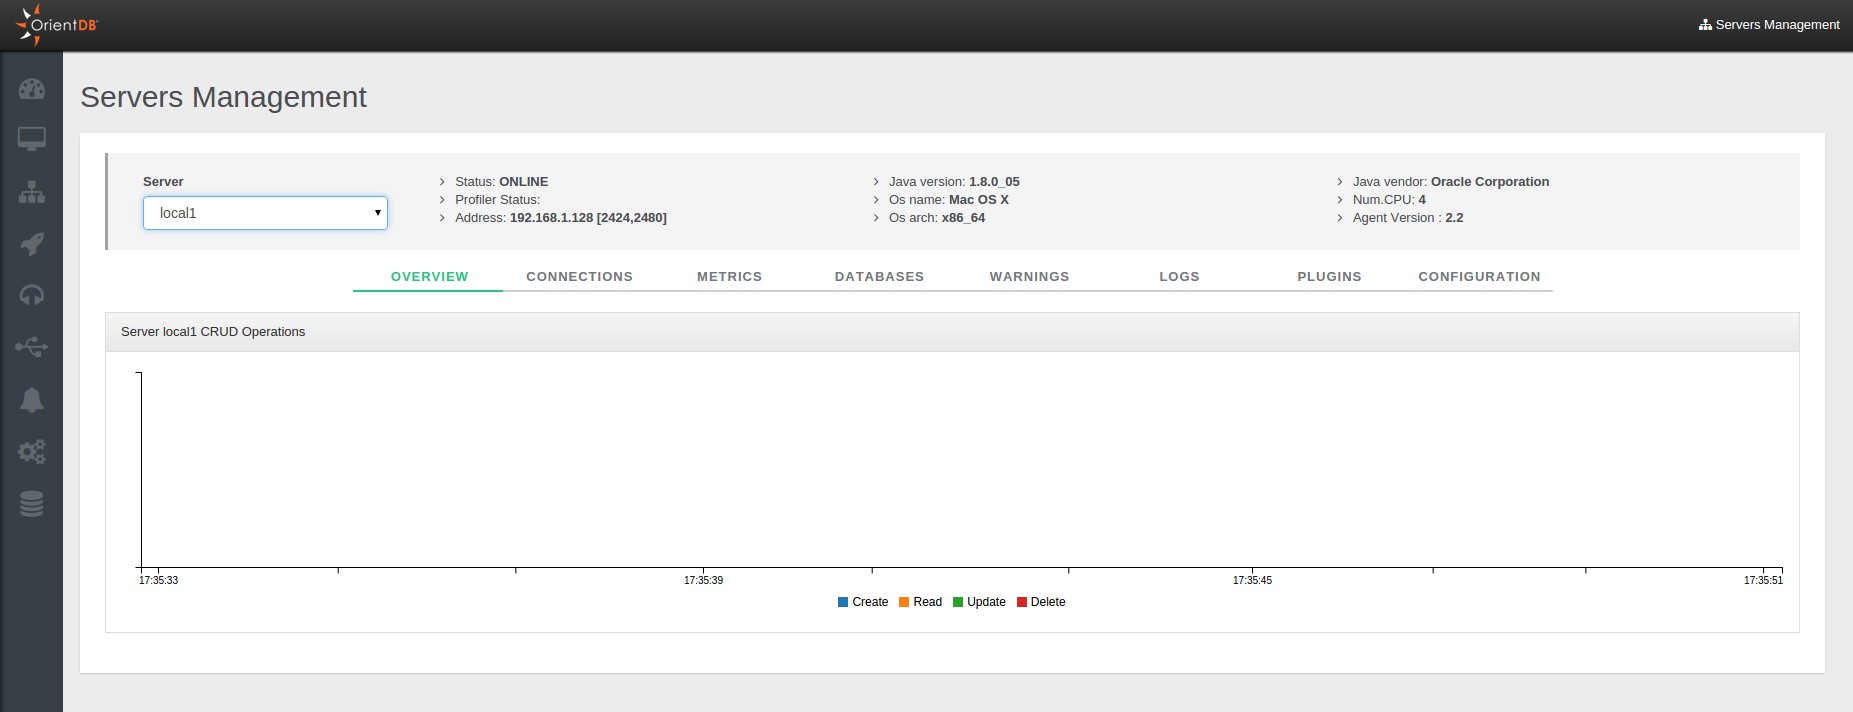 OrientDB
Servers Management
Servers Management
Server
local1
Status: ONLINE
Profiler Status:
Address: 192.168.1.128 [2424,2480]
Java version: 1.8.0_05
Os name: Mac OS X
Os arch: x86_64
Java vendor: Oracle Corporation
Num.CPU: 4
Agent Version : 2.2
OVERVIEW CONNECTIONS METRICS DATABASES WARNINGS LOGS PLUGINS CONFIGURATION
Server local1 CRUD Operations
17:35:33 17:35:39 17:35:45 17:35:51
Create Read Update Delete